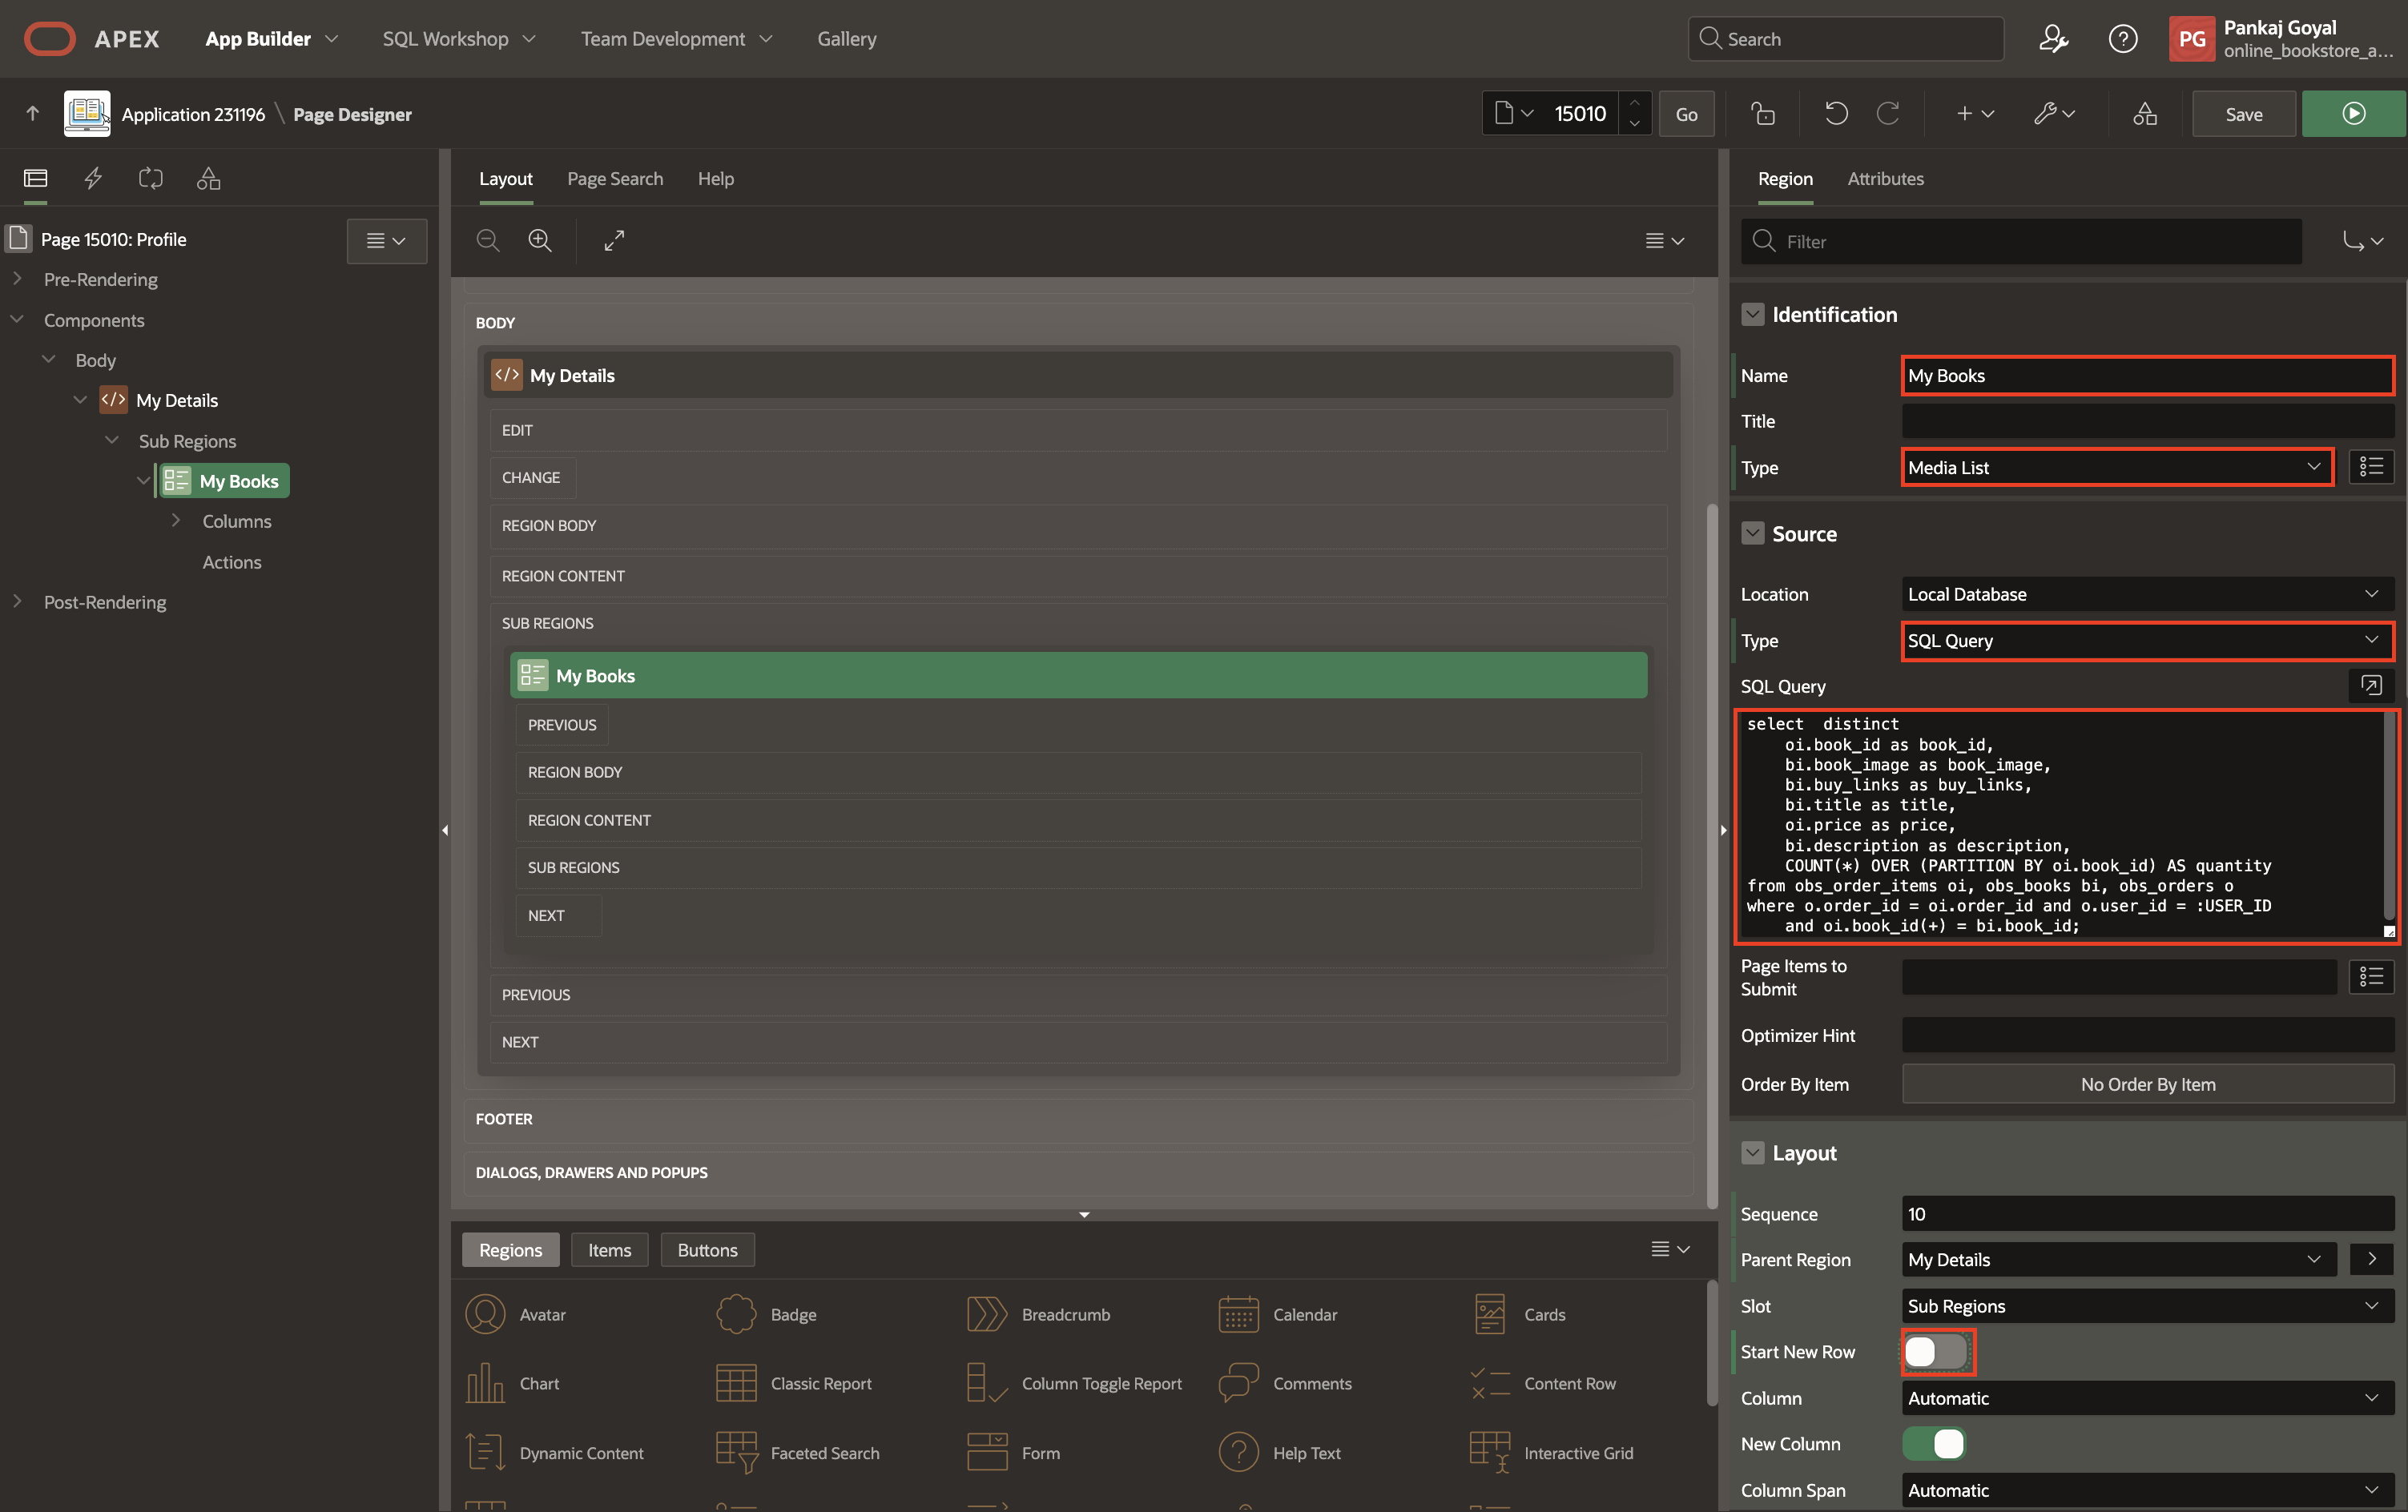 APEX
App Builder
SQL Workshop
Team Development
Gallery
Search
PG
Pankaj Goyal
online_bookstore_a...
Application 231196 \ Page Designer
15010
Go
Save
Page 15010: Profile
Pre-Rendering
Components
Body
</> My Details
Sub Regions
My Books
Columns
Actions
Post-Rendering
Layout
Page Search
Help
BODY
</> My Details
EDIT
CHANGE
REGION BODY
REGION CONTENT
SUB REGIONS
My Books
PREVIOUS
REGION BODY
REGION CONTENT
SUB REGIONS
NEXT
PREVIOUS
NEXT
FOOTER
DIALOGS, DRAWERS AND POPUPS
Regions
Items
Buttons
Avatar
Badge
Breadcrumb
Calendar
Cards
Chart
Classic Report
Column Toggle Report
Comments
Content Row
Dynamic Content
Faceted Search
Form
Help Text
Interactive Grid
Region
Attributes
Filter
Identification
Name My Books
Title
Type Media List
Source
Location Local Database
Type SQL Query
SQL Query
select  distinct
    oi.book_id as book_id,
    bi.book_image as book_image,
    bi.buy_links as buy_links,
    bi.title as title,
    oi.price as price,
    bi.description as description,
    COUNT(*) OVER (PARTITION BY oi.book_id) AS quantity
from obs_order_items oi, obs_books bi, obs_orders o
where o.order_id = oi.order_id and o.user_id = :USER_ID
    and oi.book_id(+) = bi.book_id;
Page Items to
Submit
Optimizer Hint
Order By Item No Order By Item
Layout
Sequence 10
Parent Region My Details
Slot Sub Regions
Start New Row
Column Automatic
New Column
Column Span Automatic